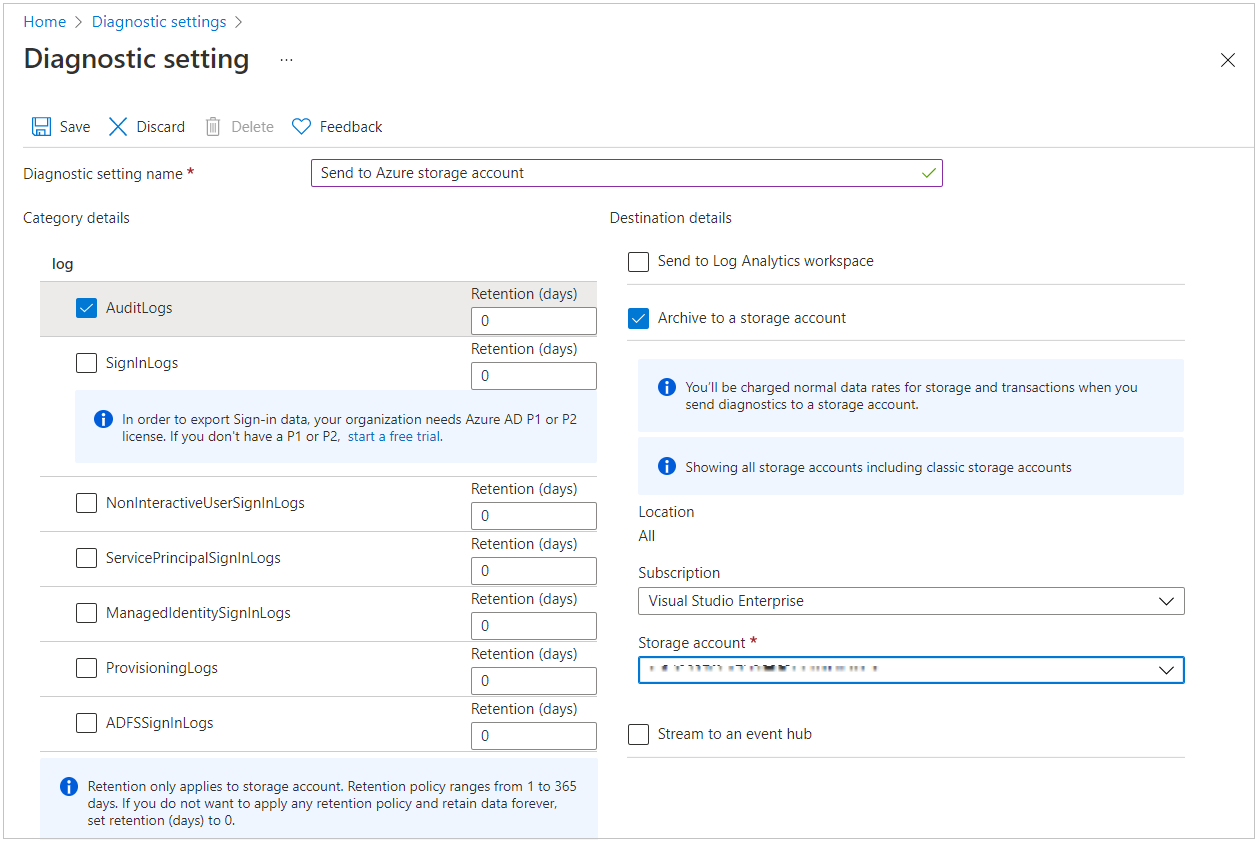 Home > Diagnostic settings >
Diagnostic setting ...
Save Discard Delete Feedback
Diagnostic setting name *
Send to Azure storage account
Category details
log
AuditLogs
Retention (days)
0
SignInLogs
Retention (days)
0
In order to export Sign-in data, your organization needs Azure AD P1 or P2
license. If you don't have a P1 or P2, start a free trial.
NonInteractiveUserSignInLogs
Retention (days)
0
ServicePrincipalSignInLogs
Retention (days)
0
ManagedIdentitySignInLogs
Retention (days)
0
ProvisioningLogs
Retention (days)
0
ADFSSignInLogs
Retention (days)
0
Retention only applies to storage account. Retention policy ranges from 1 to 365
days. If you do not want to apply any retention policy and retain data forever,
set retention (days) to 0.
Destination details
Send to Log Analytics workspace
Archive to a storage account
You'll be charged normal data rates for storage and transactions when you
send diagnostics to a storage account.
Showing all storage accounts including classic storage accounts
Location
All
Subscription
Visual Studio Enterprise
Storage account *
Stream to an event hub